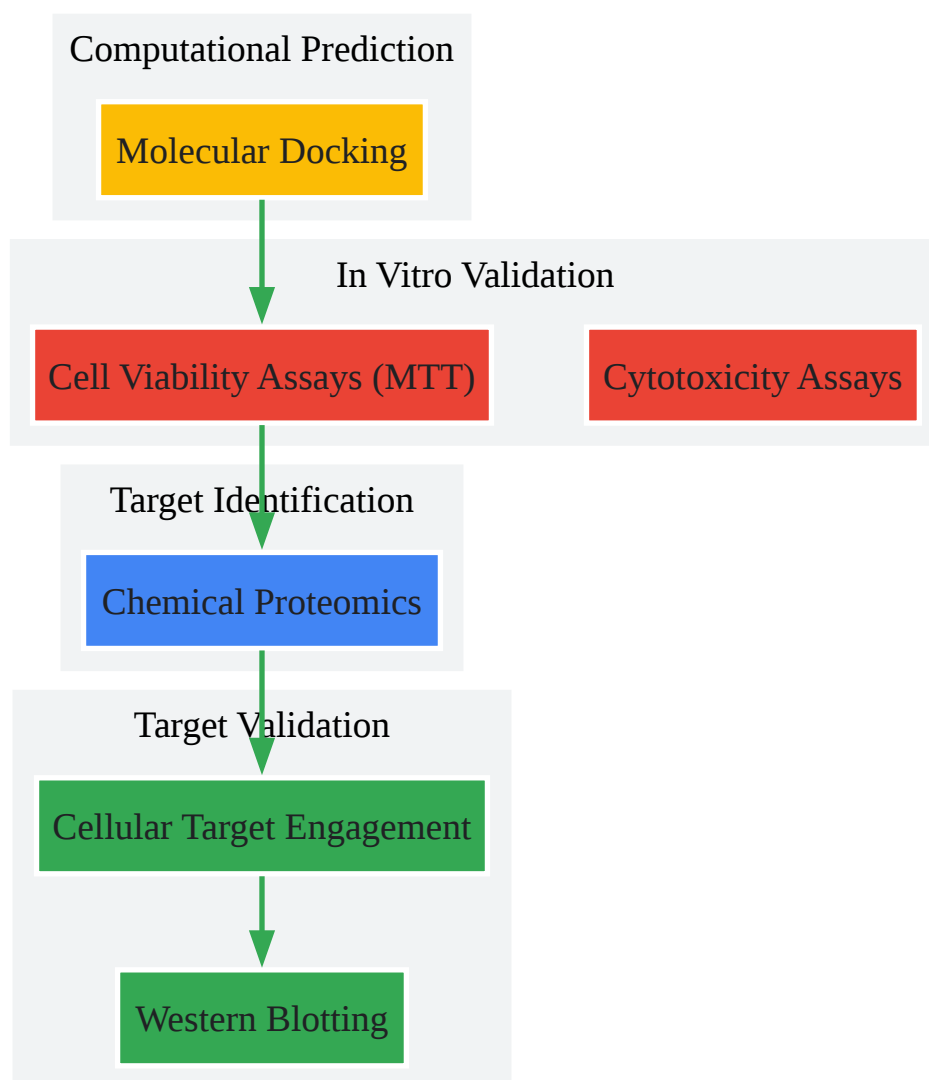 Computational Prediction
Molecular Docking
In Vitro Validation
Cell Viability Assays (MTT)
Cytotoxicity Assays
Target Identification
Chemical Proteomics
Target Validation
Cellular Target Engagement
Western Blotting